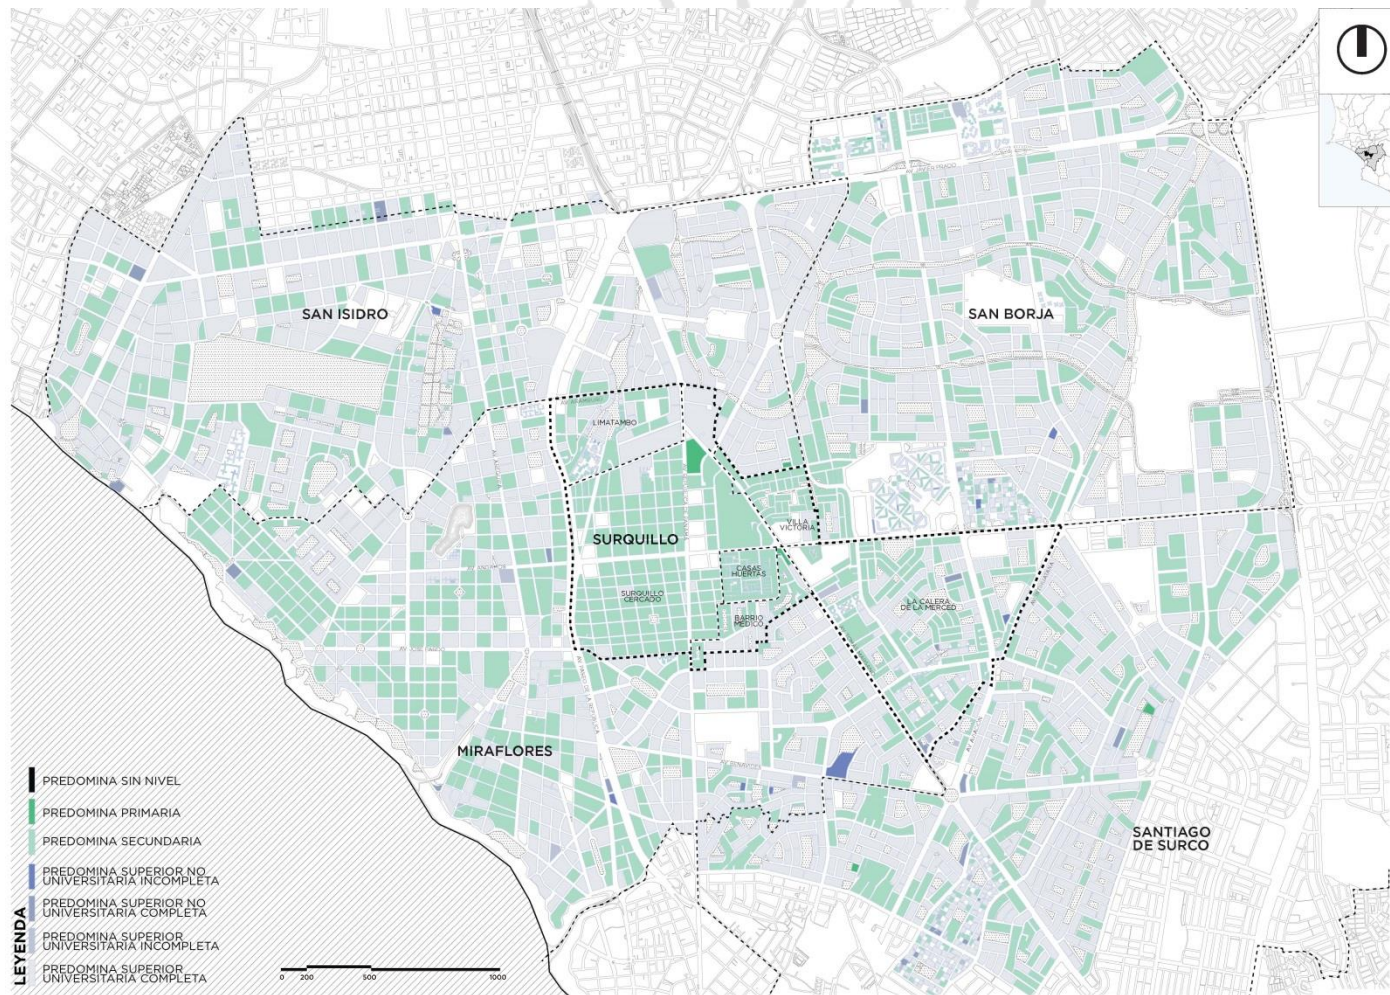 SAN ISIDRO
SAN BORJA
LIMATAMBO
SURQUILLO
VILLA
VICTORIA
CASAS
HUERTAS
SURQUILLO
CERCADO
BARRIO
MEDICO
LA CALERA
DE LA MERCED
MIRAFLORES
SANTIAGO
DE SURCO
LEYENDA
PREDOMINA SIN NIVEL
PREDOMINA PRIMARIA
PREDOMINA SECUNDARIA
PREDOMINA SUPERIOR NO
UNIVERSITARIA INCOMPLETA
PREDOMINA SUPERIOR NO
UNIVERSITARIA COMPLETA
PREDOMINA SUPERIOR
UNIVERSITARIA INCOMPLETA
PREDOMINA SUPERIOR
UNIVERSITARIA COMPLETA
0 200 500 1000